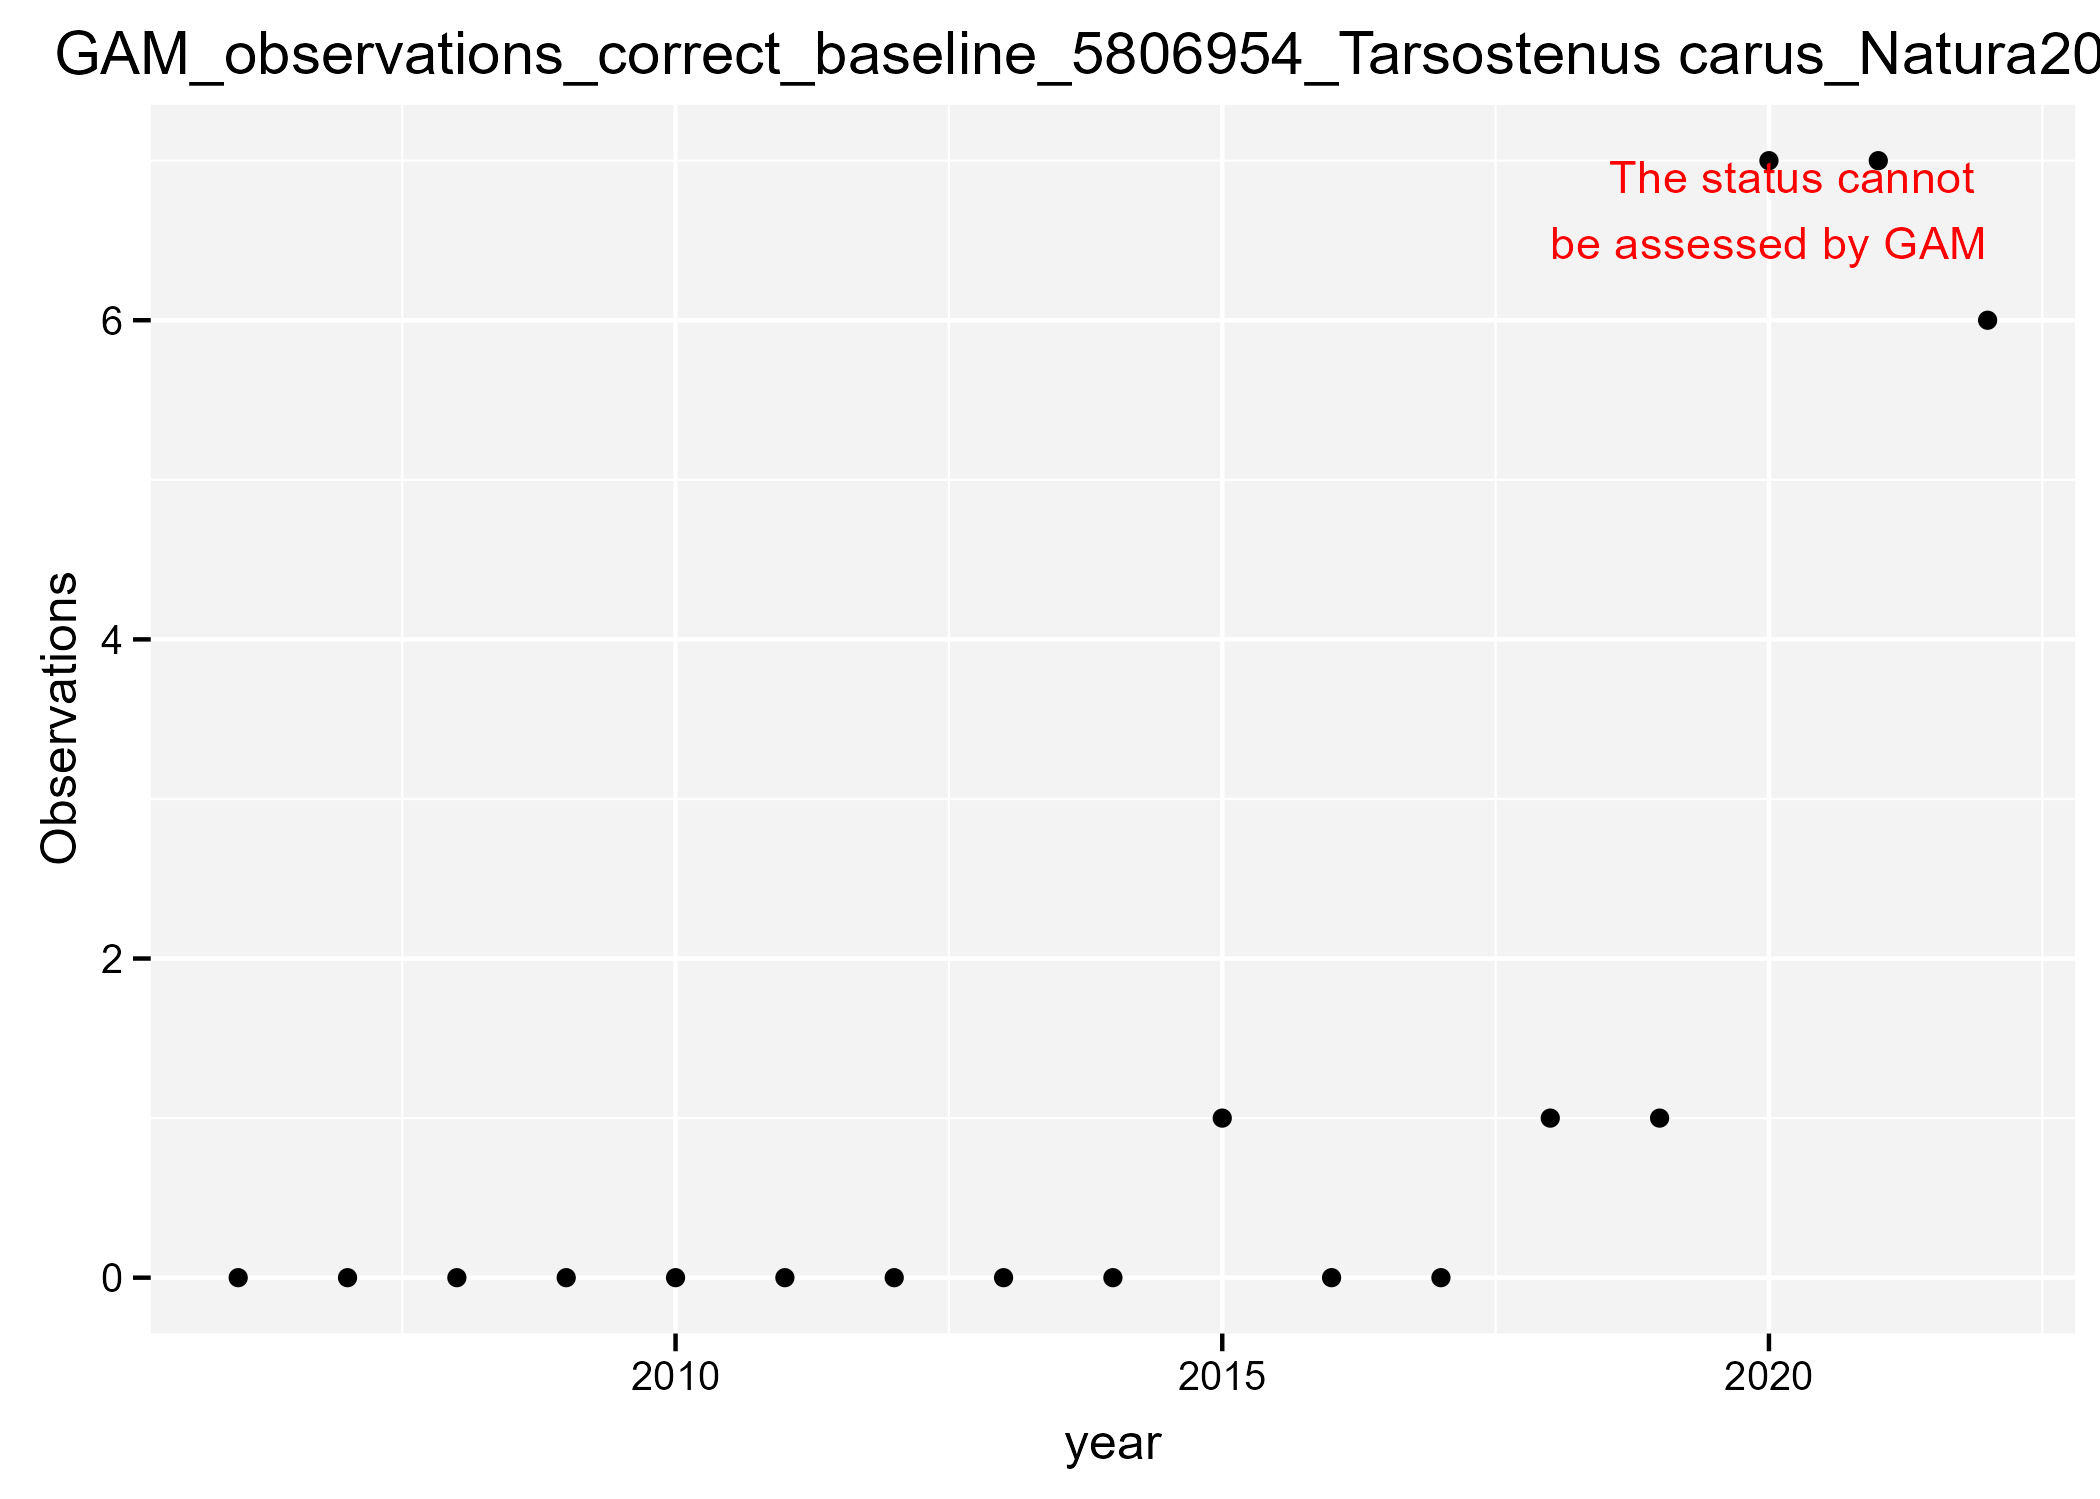 GAM_observations_correct_baseline_5806954_Tarsostenus carus_Natura20
The status cannot
be assessed by GAM
Observations
6
4
2
0
2010
2015
2020
year